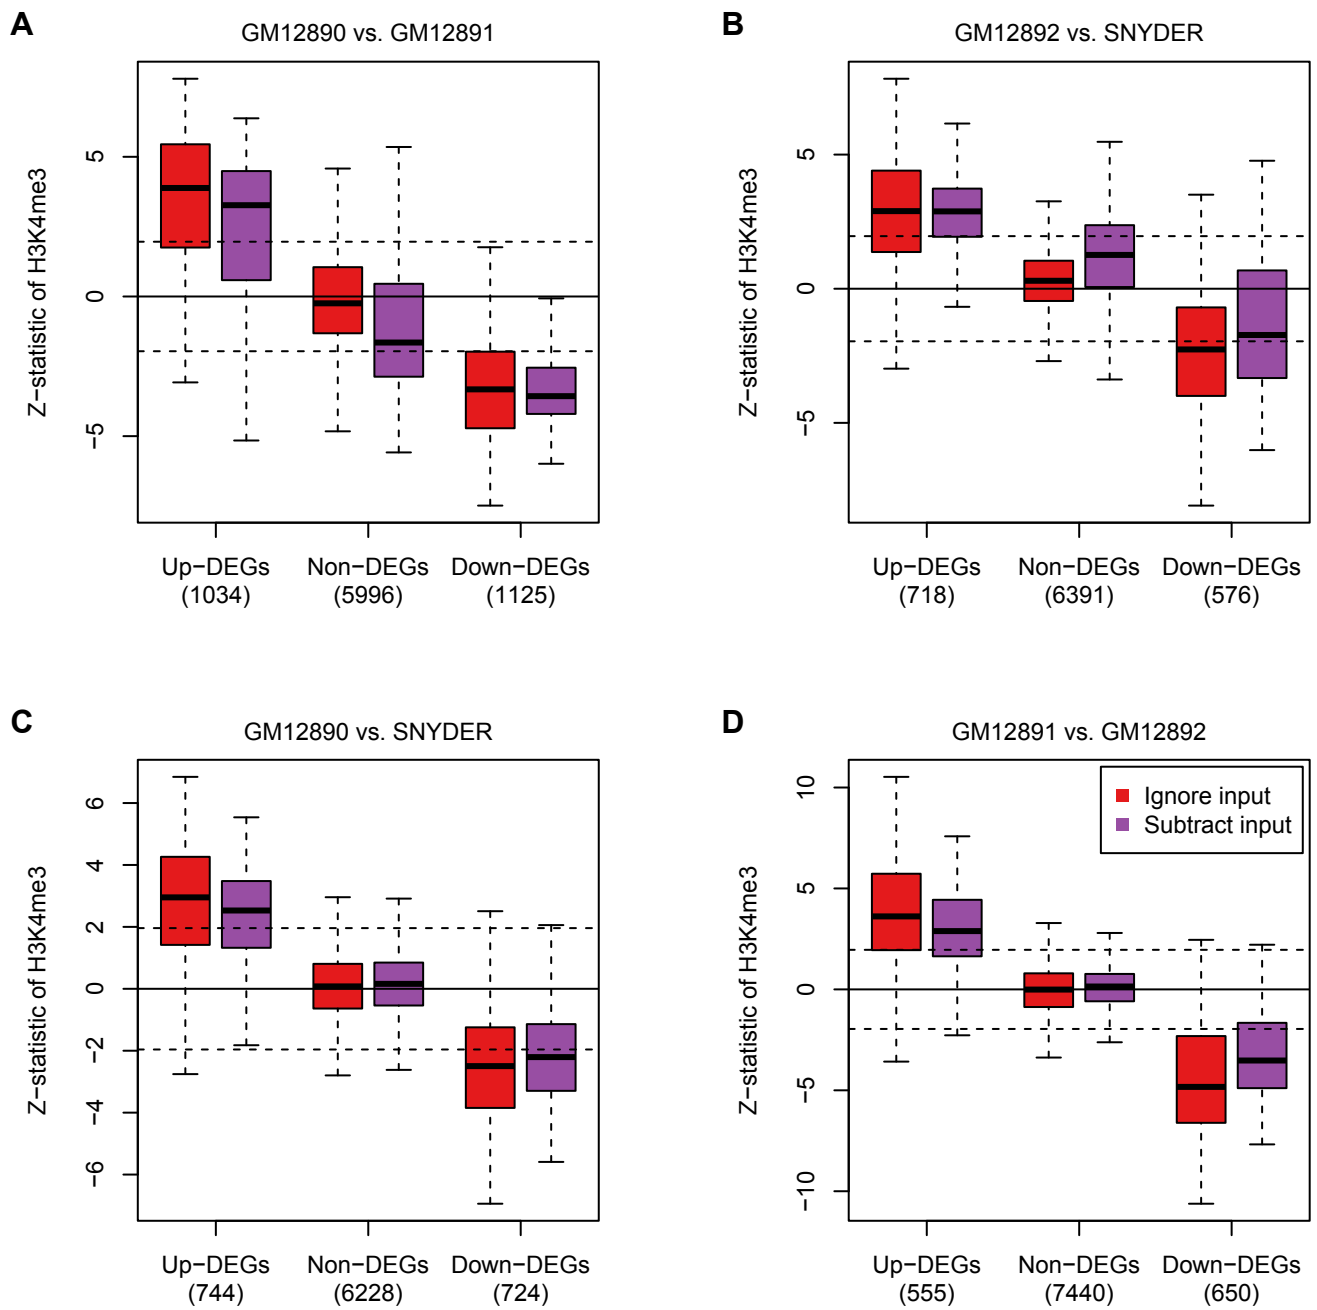 A
GM12890 vs. GM12891
Z−statistic of H3K4me3
5
0
−5
Up−DEGs
(1034)
Non−DEGs
(5996)
Down−DEGs
(1125)
B
GM12892 vs. SNYDER
Z−statistic of H3K4me3
5
0
−5
Up−DEGs
(718)
Non−DEGs
(6391)
Down−DEGs
(576)
C
GM12890 vs. SNYDER
Z−statistic of H3K4me3
6
4
2
0
−2
−4
−6
Up−DEGs
(744)
Non−DEGs
(6228)
Down−DEGs
(724)
D
GM12891 vs. GM12892
Z−statistic of H3K4me3
10
5
0
−5
−10
Ignore input
Subtract input
Up−DEGs
(555)
Non−DEGs
(7440)
Down−DEGs
(650)